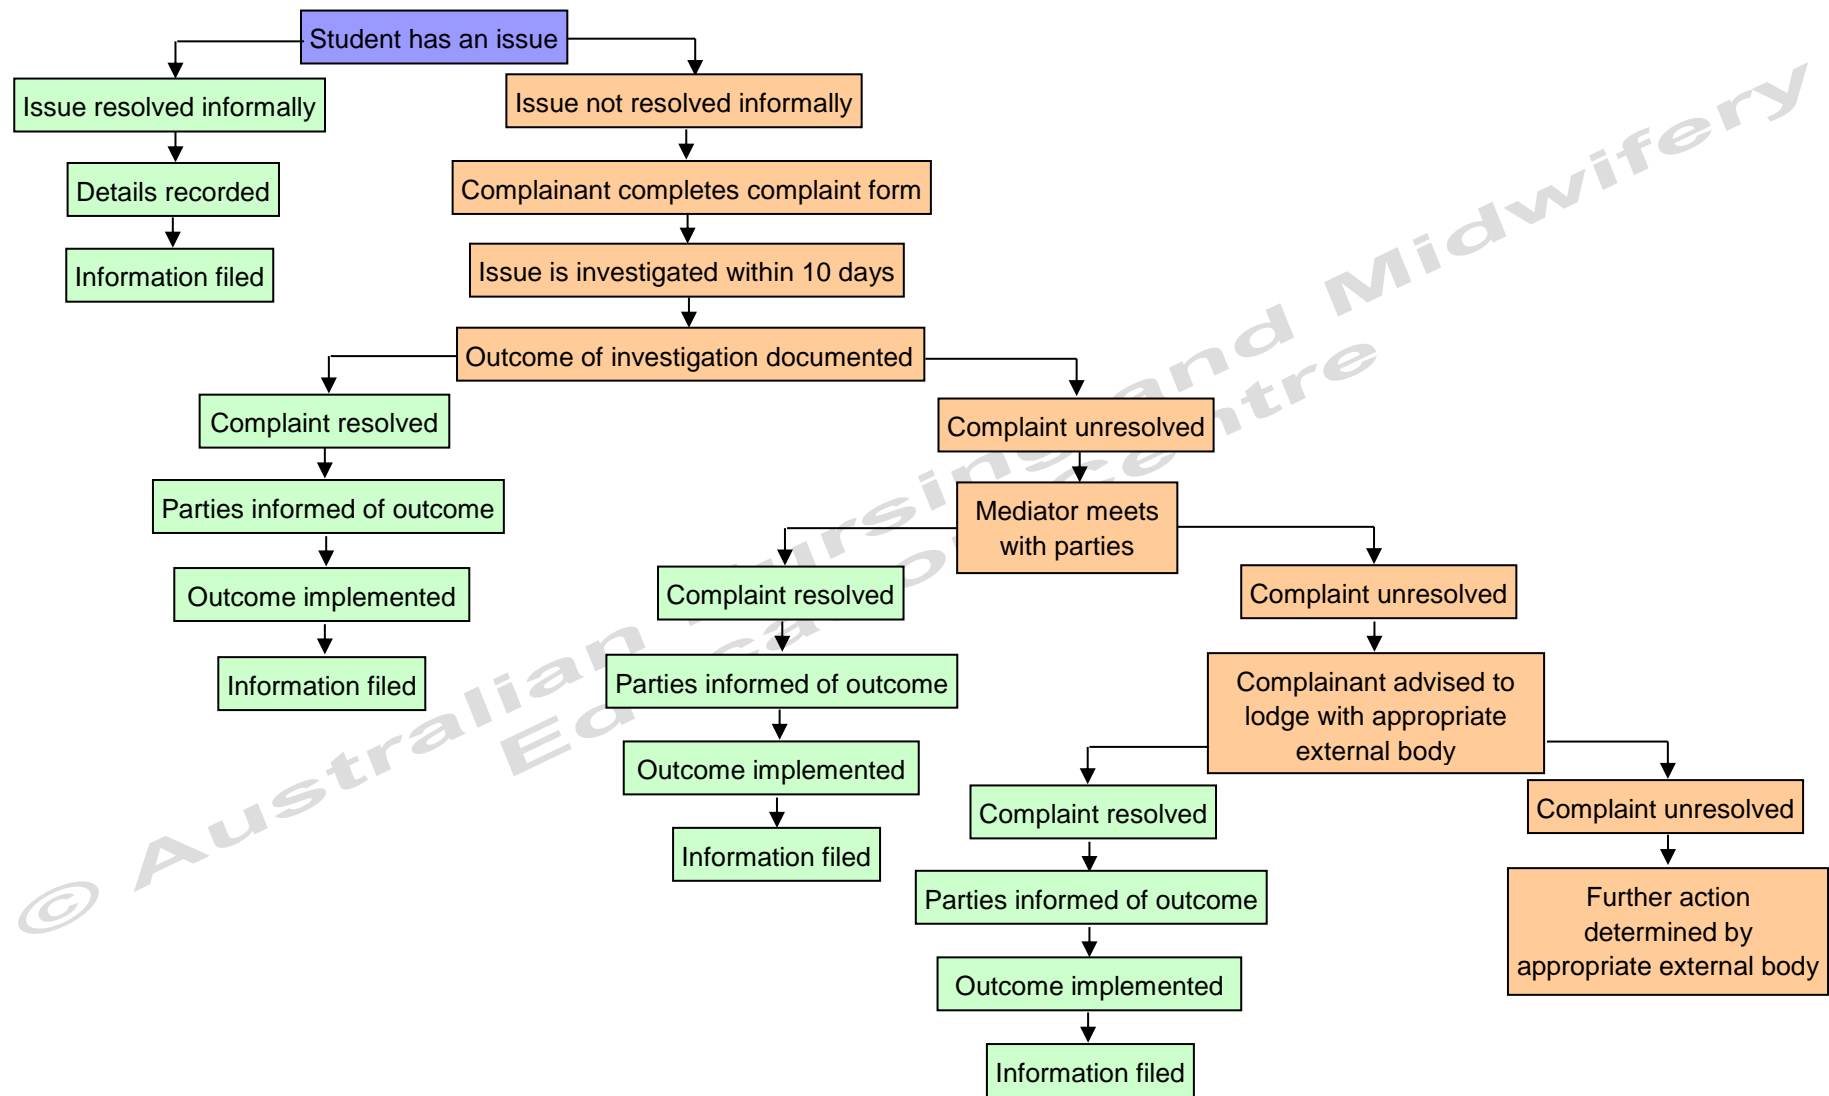 Student has an issue
Issue resolved informally
Issue not resolved informally
Details recorded
Complainant completes complaint form
Information filed
Issue is investigated within 10 days
Outcome of investigation documented
Complaint resolved
Complaint unresolved
Parties informed of outcome
Mediator meets
with parties
Outcome implemented
Complaint resolved
Complaint unresolved
Information filed
Parties informed of outcome
Complainant advised to
lodge with appropriate
external body
Outcome implemented
Complaint resolved
Complaint unresolved
Information filed
Parties informed of outcome
Further action
determined by
appropriate external body
Outcome implemented
Information filed
© Australian Nursing and Midwifery
Education Centre